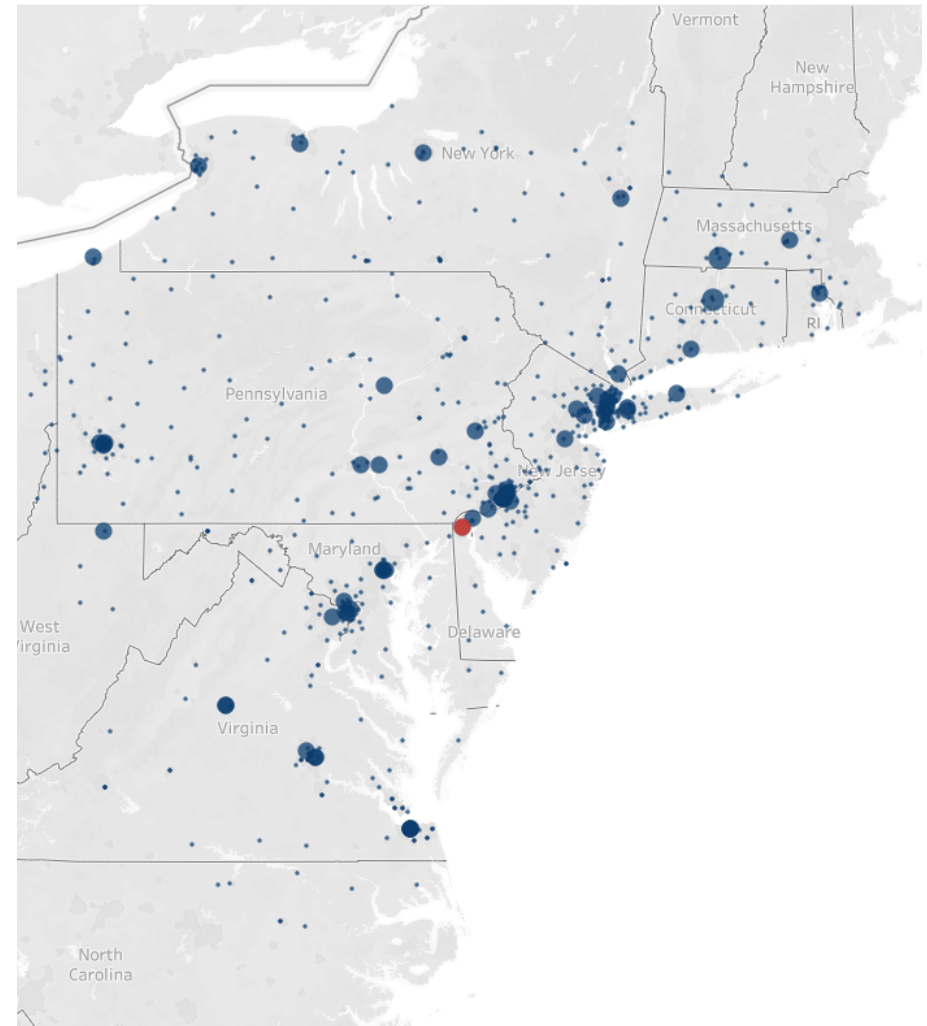 Vermont
New
Hampshire
New York
Massachusetts
Connecticut
RI
Pennsylvania
New Jersey
Maryland
West
Virginia
Delaware
Virginia
North
Carolina